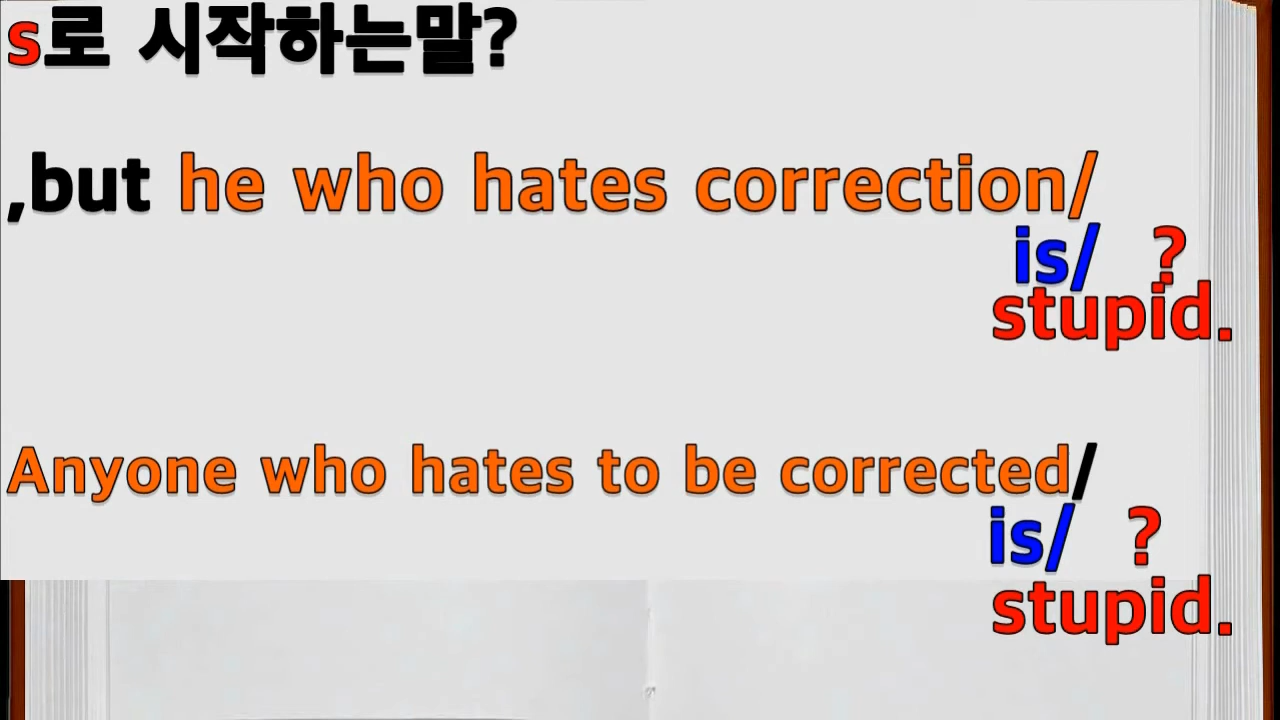 s로 시작하는말?
,but he who hates correction/
is/ ?
stupid.
Anyone who hates to be corrected/
is/ ?
stupid.